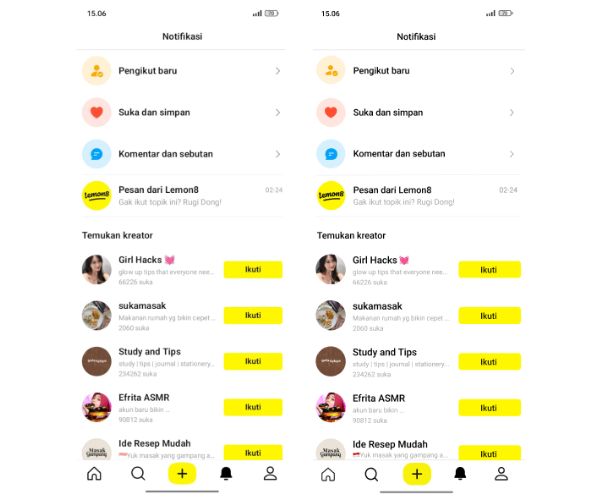 15.06
Notifikasi
Pengikut baru
Suka dan simpan
Komentar dan sebutan
Lemon8
Pesan dari Lemon8
02-24
Gak ikut topik ini? Rugi Dong!
Temukan kreator
Girl Hacks 💓
glow up tips that everyone nee...
66226 suka
Ikuti
sukamasak
Makanan rumah yg bikin cepet ...
2060 suka
Ikuti
Study and Tips
study | tips | journal | stationery...
234262 suka
Ikuti
Efrita ASMR
akun baru bikin ...
90812 suka
Ikuti
Masak Gampang
Ide Resep Mudah
🇮🇩Yuk masak yang gampang a...
Ikuti
15.06
Notifikasi
Pengikut baru
Suka dan simpan
Komentar dan sebutan
Lemon8
Pesan dari Lemon8
02-24
Gak ikut topik ini? Rugi Dong!
Temukan kreator
Girl Hacks 💓
glow up tips that everyone nee...
66226 suka
Ikuti
sukamasak
Makanan rumah yg bikin cepet ...
2060 suka
Ikuti
Study and Tips
study | tips | journal | stationery...
234262 suka
Ikuti
Efrita ASMR
akun baru bikin ...
90812 suka
Ikuti
Masak Gampang
Ide Resep Mudah
🇮🇩Yuk masak yang gampang a...
Ikuti